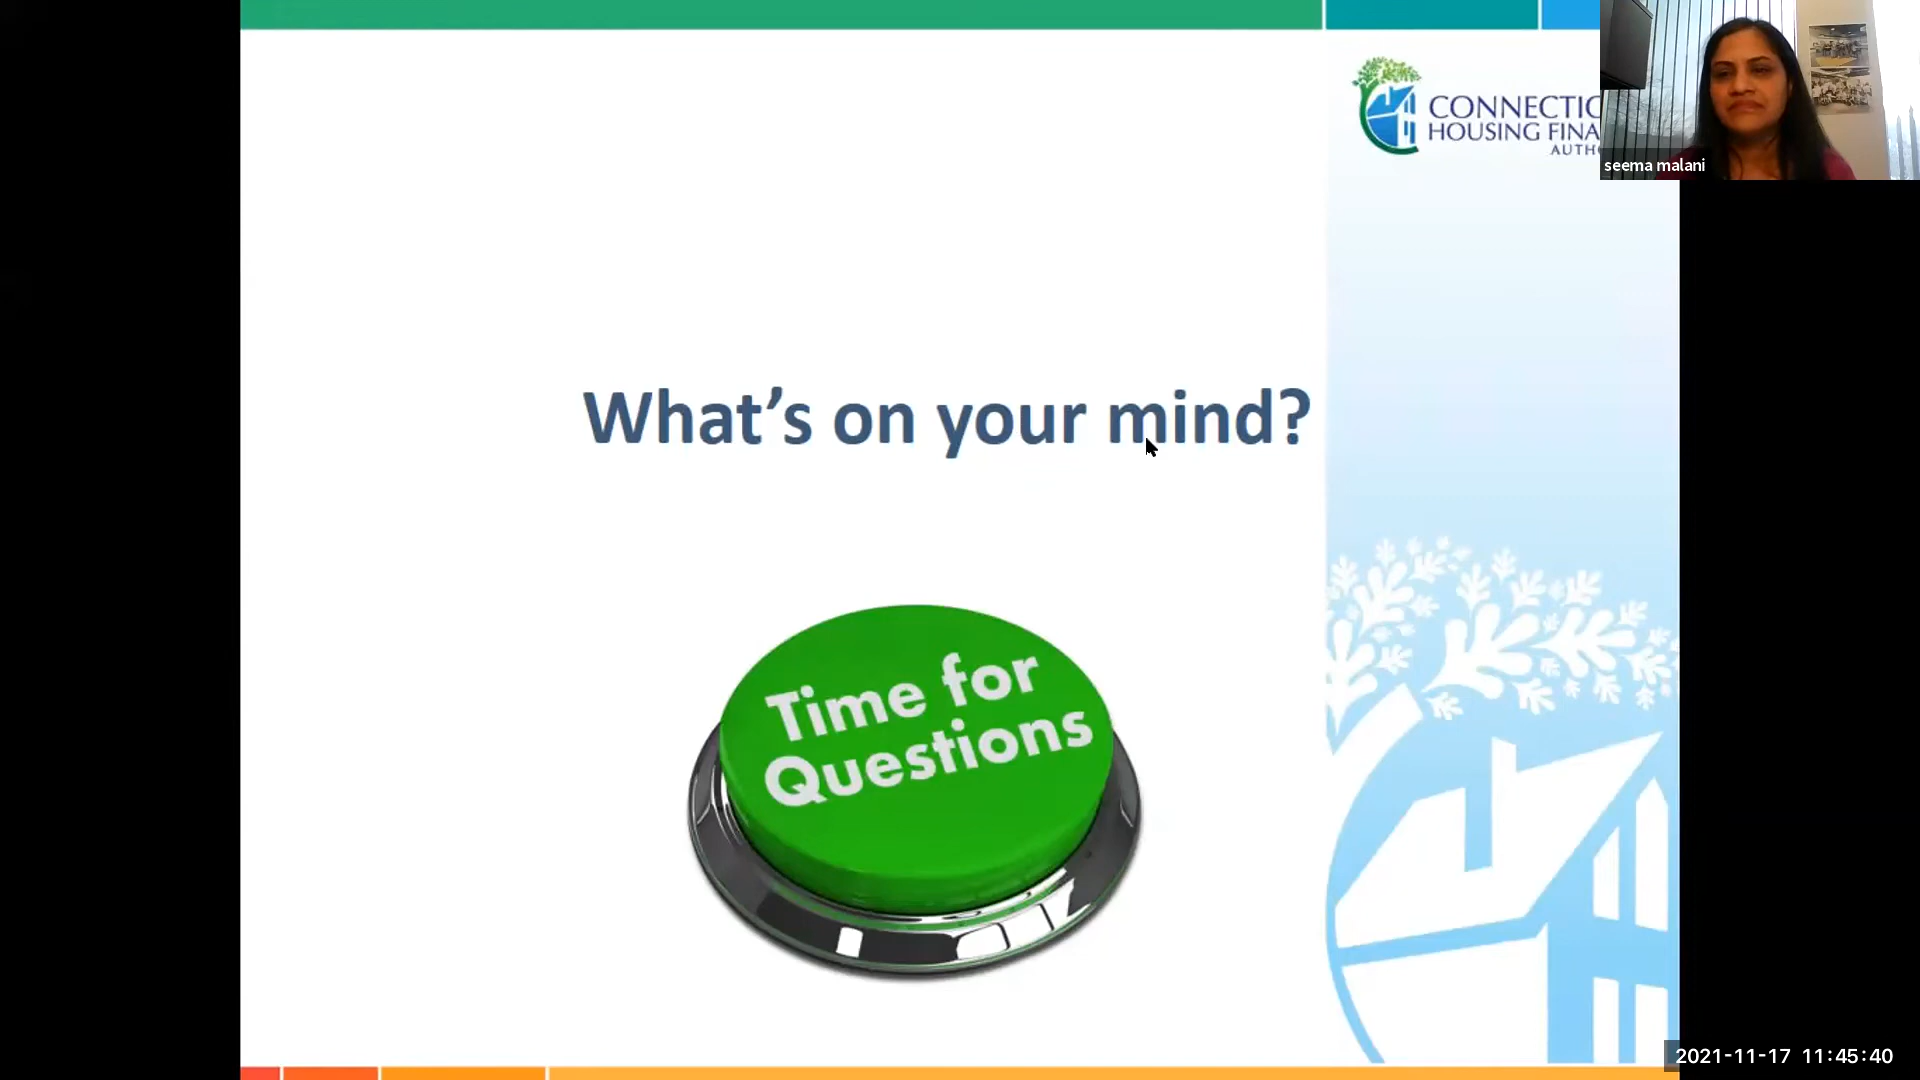 CONNECTIC
HOUSING FINA
AUTH
seema malani
What's on your mind?
Time for
Questions
2021-11-17 11:45:40